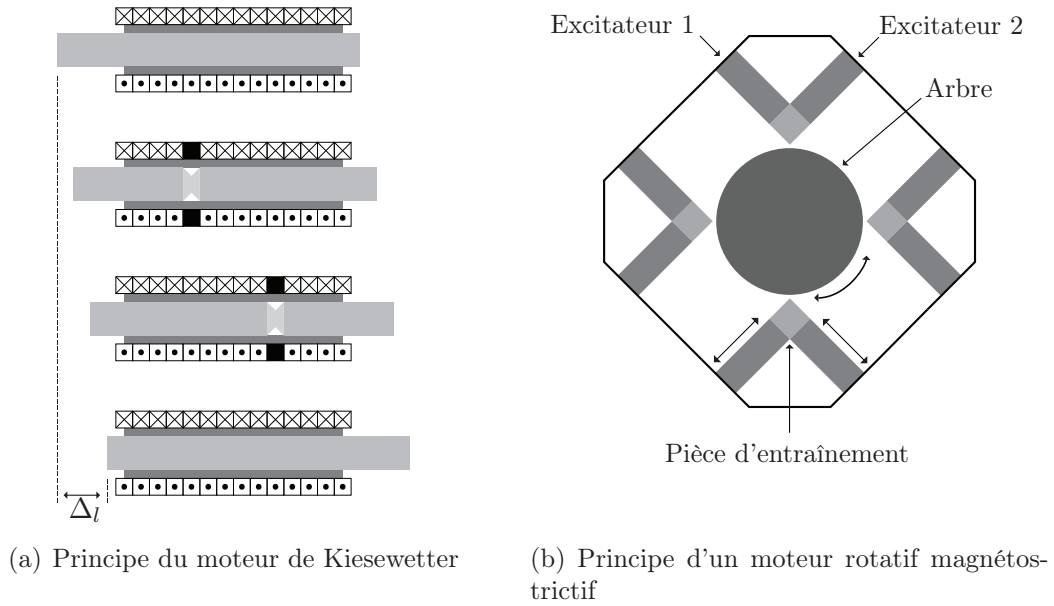 Excitateur 1
Excitateur 2
Arbre
Pièce d'entraînement
Δl
(a) Principe du moteur de Kiesewetter
(b) Principe d'un moteur rotatif magnétos-
trictif